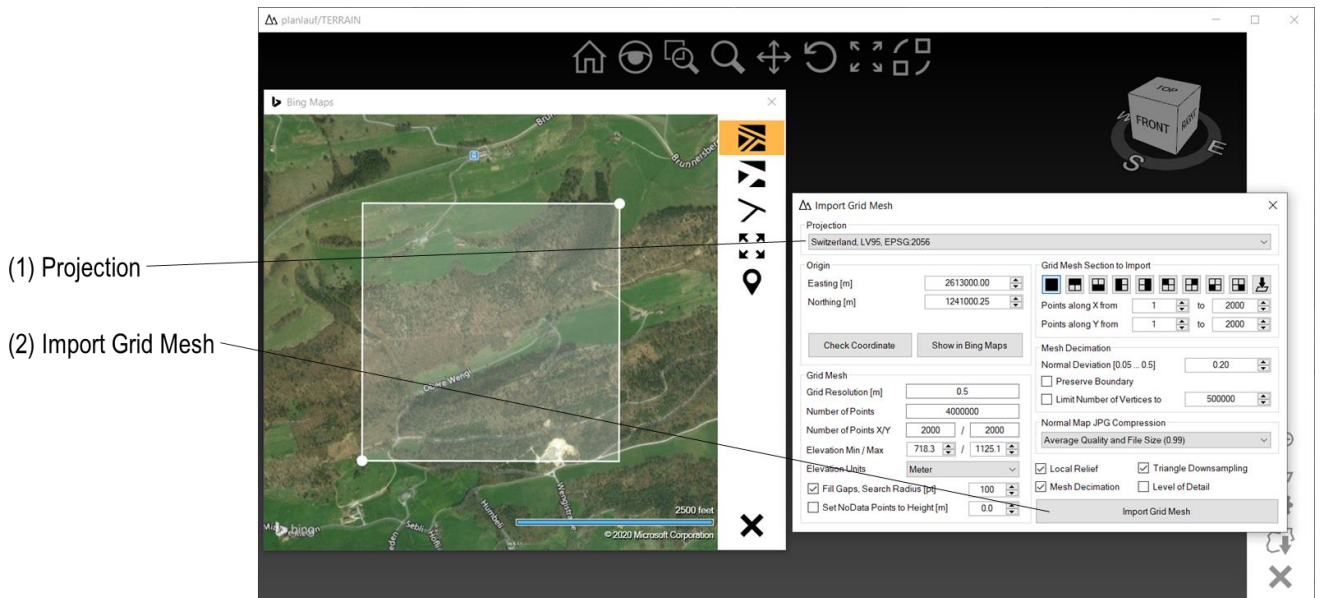 planlauf/TERRAIN
Bing Maps
Brunnersber
Obere Wengi
Wengistrasse
Humbeli
Sebli
Höfli
2500 feet
bing
© 2020 Microsoft Corporation
TOP
FRONT
RIGHT
W
S
E
(1) Projection
(2) Import Grid Mesh
Import Grid Mesh
Projection
Switzerland, LV95, EPSG:2056
Origin
Easting [m] 2613000.00
Northing [m] 1241000.25
Check Coordinate Show in Bing Maps
Grid Mesh
Grid Resolution [m] 0.5
Number of Points 4000000
Number of Points X/Y 2000 / 2000
Elevation Min / Max 718.3 / 1125.1
Elevation Units Meter
Fill Gaps, Search Radius [pt] 100
Set NoData Points to Height [m] 0.0
Grid Mesh Section to Import
Points along X from 1 to 2000
Points along Y from 1 to 2000
Mesh Decimation
Normal Deviation [0.05 ... 0.5] 0.20
Preserve Boundary
Limit Number of Vertices to 500000
Normal Map JPG Compression
Average Quality and File Size (0.99)
Local Relief Triangle Downsampling
Mesh Decimation Level of Detail
Import Grid Mesh